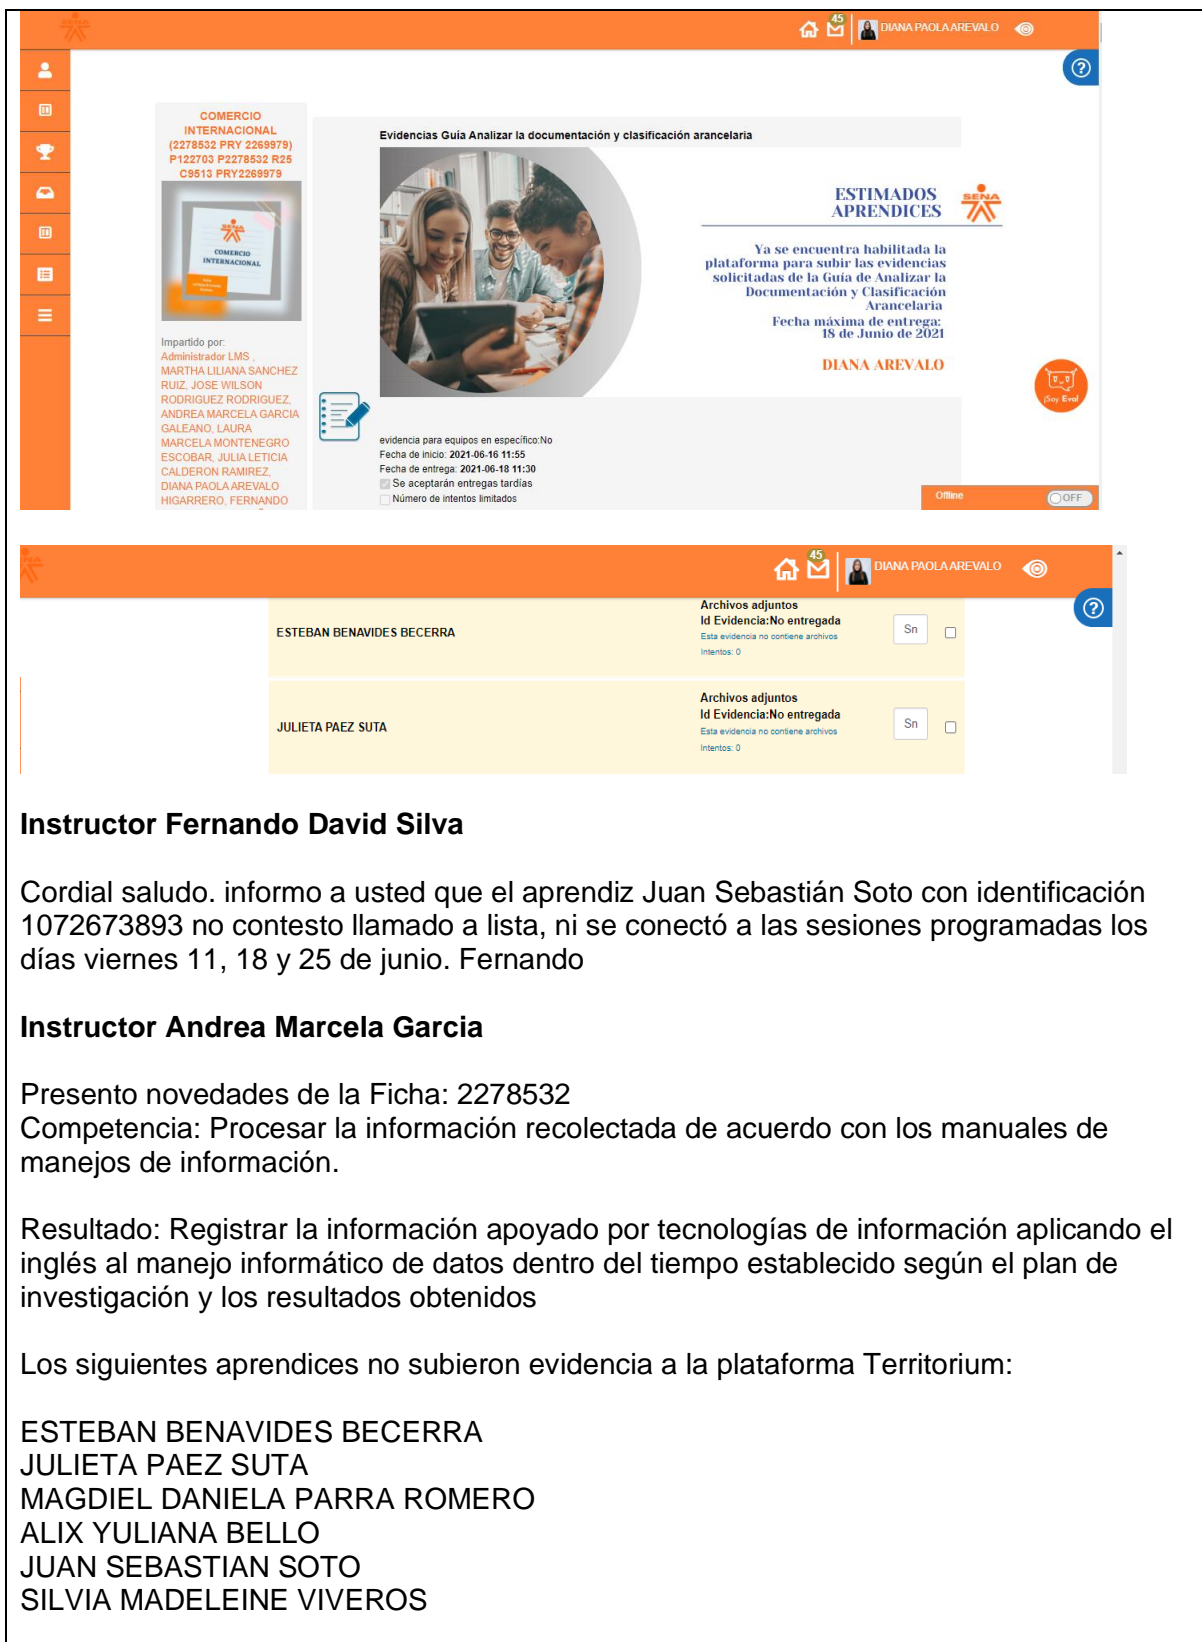 SENA
45
DIANA PAOLA AREVALO
?
COMERCIO
INTERNACIONAL
(2278532 PRY 2269979)
P122703 P2278532 R25
C9513 PRY2269979
SENA
COMERCIO
INTERNACIONAL
Impartido por:
Administrador LMS ,
MARTHA LILIANA SANCHEZ
RUIZ, JOSE WILSON
RODRIGUEZ RODRIGUEZ,
ANDREA MARCELA GARCIA
GALEANO, LAURA
MARCELA MONTENEGRO
ESCOBAR, JULIA LETICIA
CALDERON RAMIREZ,
DIANA PAOLA AREVALO
HIGARRERO, FERNANDO
Evidencias Guía Analizar la documentación y clasificación arancelaria
ESTIMADOS
APRENDICES
SENA
Ya se encuentra habilitada la
plataforma para subir las evidencias
solicitadas de la Guía de Analizar la
Documentación y Clasificación
Arancelaria
Fecha máxima de entrega:
18 de Junio de 2021
DIANA AREVALO
¡Soy Eva!
evidencia para equipos en específico:No
Fecha de inicio: 2021-06-16 11:55
Fecha de entrega: 2021-06-18 11:30
Se aceptarán entregas tardías
Número de intentos limitados
Offline
OFF
45
DIANA PAOLA AREVALO
?
ESTEBAN BENAVIDES BECERRA
Archivos adjuntos
Id Evidencia:No entregada
Esta evidencia no contiene archivos
Intentos: 0
Sn
JULIETA PAEZ SUTA
Archivos adjuntos
Id Evidencia:No entregada
Esta evidencia no contiene archivos
Intentos: 0
Sn
Instructor Fernando David Silva
Cordial saludo. informo a usted que el aprendiz Juan Sebastián Soto con identificación
1072673893 no contesto llamado a lista, ni se conectó a las sesiones programadas los
días viernes 11, 18 y 25 de junio. Fernando
Instructor Andrea Marcela Garcia
Presento novedades de la Ficha: 2278532
Competencia: Procesar la información recolectada de acuerdo con los manuales de
manejos de información.
Resultado: Registrar la información apoyado por tecnologías de información aplicando el
inglés al manejo informático de datos dentro del tiempo establecido según el plan de
investigación y los resultados obtenidos
Los siguientes aprendices no subieron evidencia a la plataforma Territorium:
ESTEBAN BENAVIDES BECERRA
JULIETA PAEZ SUTA
MAGDIEL DANIELA PARRA ROMERO
ALIX YULIANA BELLO
JUAN SEBASTIAN SOTO
SILVIA MADELEINE VIVEROS